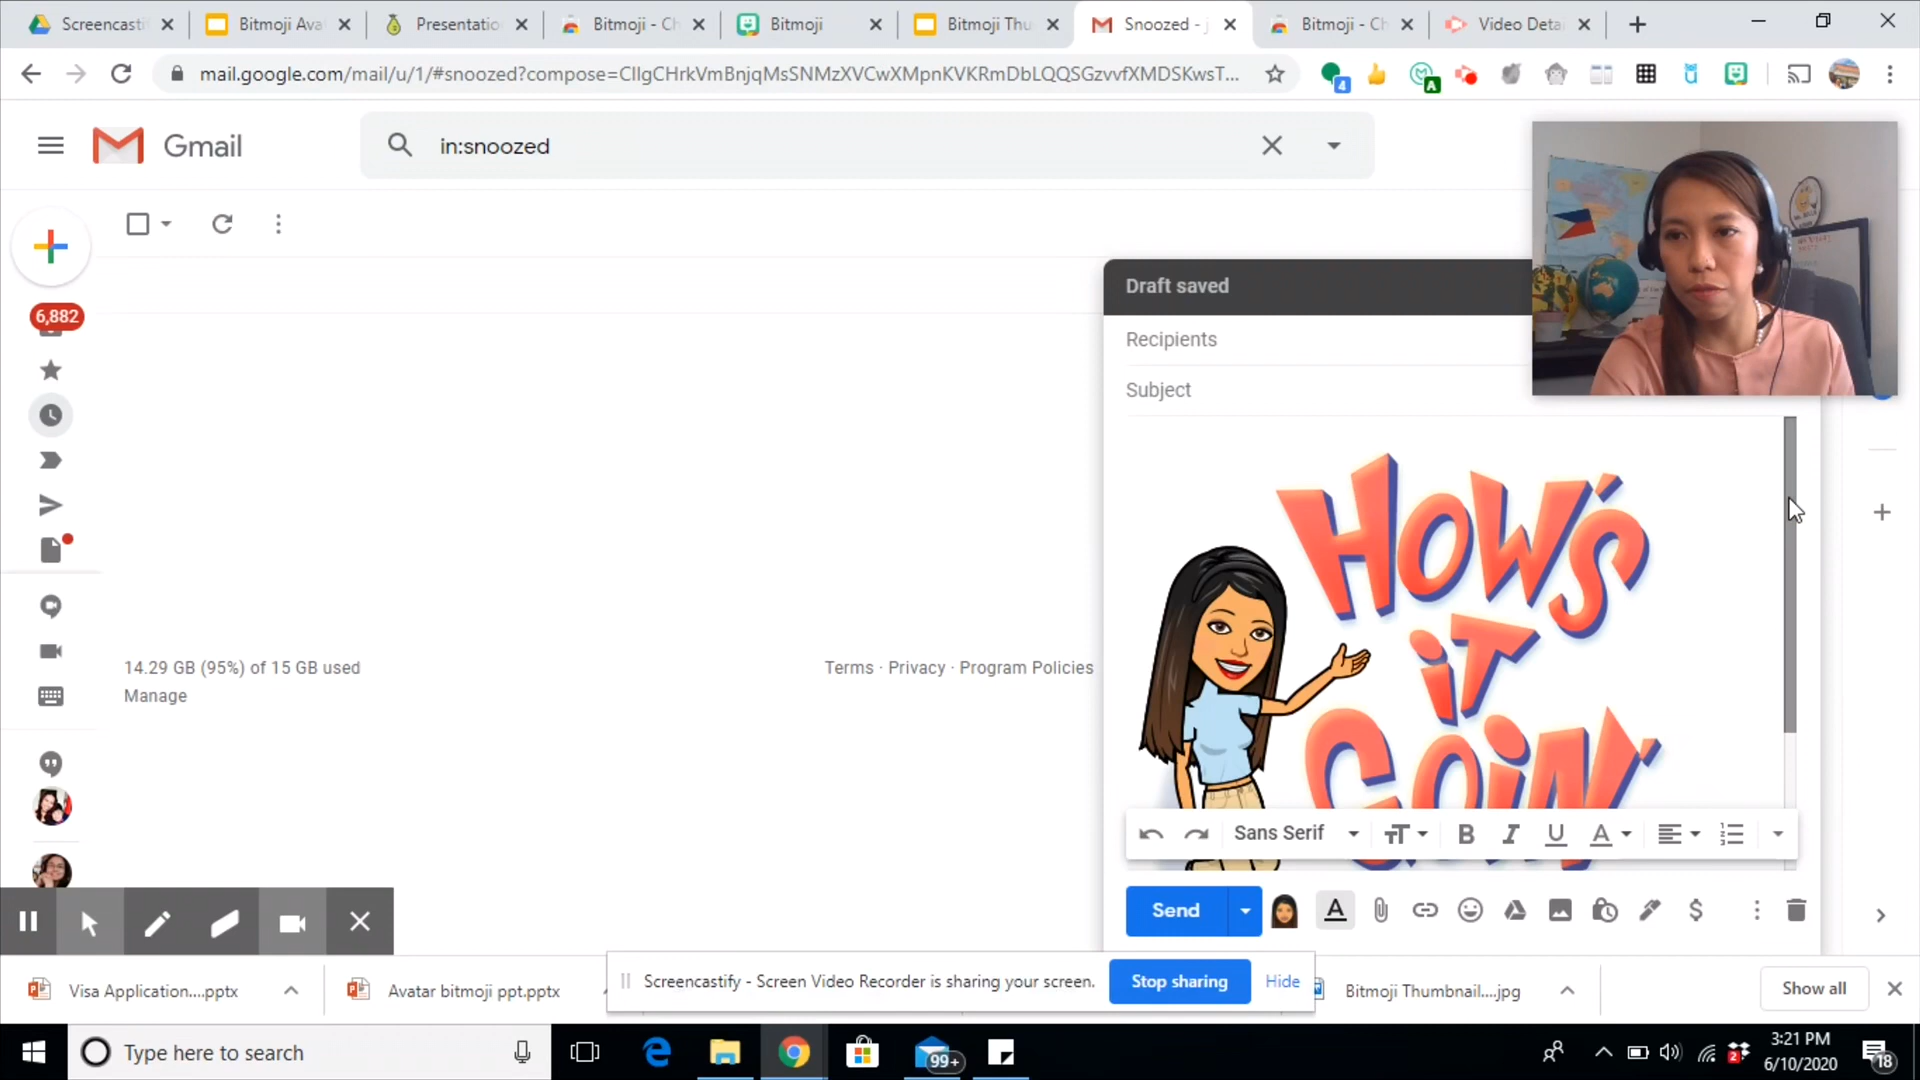 Screencasti
Bitmoji Ava
Presentatio
Bitmoji - Ch
Bitmoji
Bitmoji Thu
Snoozed - j
Bitmoji - Ch
Video Deta
mail.google.com/mail/u/1/#snoozed?compose=CllgCHrkVmBnjqMsSNMzXVCwXMpnKVKRmDbLQQSGzvvfXMDSKwsT...
4
A
Gmail
in:snoozed
6,882
Draft saved
Recipients
Subject
HOW'S
iT
GOiN'
14.29 GB (95%) of 15 GB used
Manage
Terms · Privacy · Program Policies
Sans Serif
Send
Visa Application....pptx
Avatar bitmoji ppt.pptx
Screencastify - Screen Video Recorder is sharing your screen.
Stop sharing
Hide
Bitmoji Thumbnail....jpg
Show all
Type here to search
99+
2
3:21 PM
6/10/2020
18